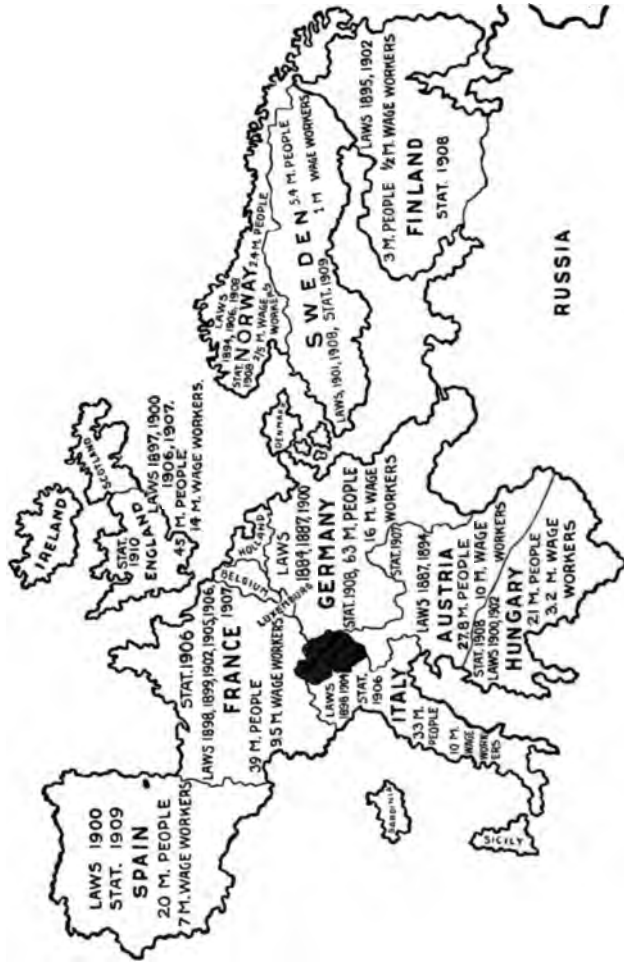 IRELAND
SCOTLAND
STAT.
1910
ENGLAND
LAWS 1897, 1900
1906, 1907.
45 M. PEOPLE
14 M. WAGE WORKERS.
LAWS
1894, 1906, 1908
STAT.
1908
NORWAY
2.4 M. PEOPLE
2/5 M. WAGE
WORKERS
SWEDEN
5.4 M. PEOPLE
1 M WAGE WORKERS
LAWS, 1901, 1908, STAT. 1909
LAWS 1895, 1902
3 M. PEOPLE ½ M. WAGE WORKERS
FINLAND
STAT. 1908
RUSSIA
DENMARK
HOLLAND
BELGIUM
LUXENBURG
LAWS
1884, 1887, 1900
GERMANY
STAT. 1908, 63 M, PEOPLE
16 M. WAGE
WORKERS
STAT. 1906
LAWS 1898, 1899, 1902, 1905, 1906,
FRANCE 1907
39 M. PEOPLE
9.5 M. WAGE WORKERS
LAWS 1900
STAT. 1909
SPAIN
20 M. PEOPLE
7 M. WAGE WORKERS
LAWS
1898
STAT,
1906
ITALY
33 M.
PEOPLE
10 M.
WAGE
WORK
ERS
SARDINIA
SICILY
STAT. 1907
LAWS 1887, 1894
AUSTRIA
27.8 M. PEOPLE
STAT. 1908 10 M. WAGE
WORKERS
LAWS 1900, 1902
HUNGARY
21 M. PEOPLE
3.2 M. WAGE
WORKERS